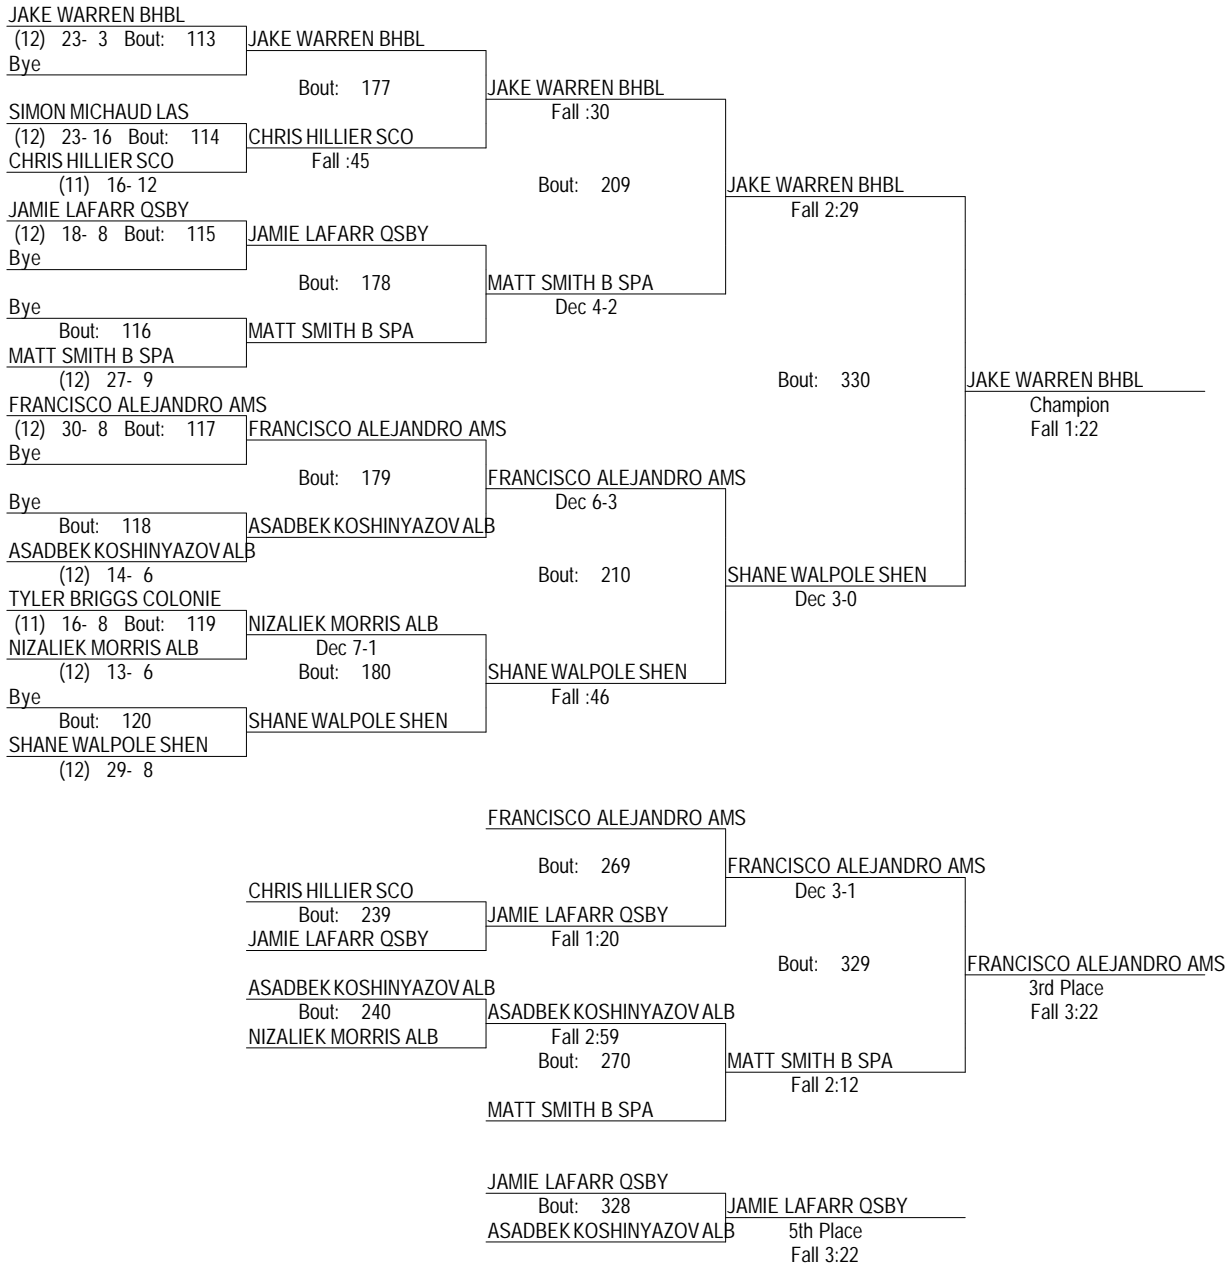 JAKE WARREN BHBL
(12) 23- 3 Bout: 113 JAKE WARREN BHBL
Bye
Bout: 177 JAKE WARREN BHBL
SIMON MICHAUD LAS Fall :30
(12) 23- 16 Bout: 114 CHRIS HILLIER SCO
CHRIS HILLIER SCO Fall :45
(11) 16- 12 Bout: 209 JAKE WARREN BHBL
JAMIE LAFARR QSBY Fall 2:29
(12) 18- 8 Bout: 115 JAMIE LAFARR QSBY
Bye
Bout: 178 MATT SMITH B SPA
Bye Dec 4-2
Bout: 116 MATT SMITH B SPA
MATT SMITH B SPA
(12) 27- 9 Bout: 330 JAKE WARREN BHBL
FRANCISCO ALEJANDRO AMS Champion
(12) 30- 8 Bout: 117 FRANCISCO ALEJANDRO AMS Fall 1:22
Bye
Bout: 179 FRANCISCO ALEJANDRO AMS
Bye Dec 6-3
Bout: 118 ASADBEK KOSHINYAZOV ALB
ASADBEK KOSHINYAZOV ALB
(12) 14- 6 Bout: 210 SHANE WALPOLE SHEN
TYLER BRIGGS COLONIE Dec 3-0
(11) 16- 8 Bout: 119 NIZALIEK MORRIS ALB
NIZALIEK MORRIS ALB Dec 7-1
(12) 13- 6 Bout: 180 SHANE WALPOLE SHEN
Bye Fall :46
Bout: 120 SHANE WALPOLE SHEN
SHANE WALPOLE SHEN
(12) 29- 8
FRANCISCO ALEJANDRO AMS
Bout: 269 FRANCISCO ALEJANDRO AMS
CHRIS HILLIER SCO Dec 3-1
Bout: 239 JAMIE LAFARR QSBY
JAMIE LAFARR QSBY Fall 1:20
Bout: 329 FRANCISCO ALEJANDRO AMS
ASADBEK KOSHINYAZOV ALB 3rd Place
Bout: 240 ASADBEK KOSHINYAZOV ALB Fall 3:22
NIZALIEK MORRIS ALB Fall 2:59
Bout: 270 MATT SMITH B SPA
Fall 2:12
MATT SMITH B SPA
JAMIE LAFARR QSBY
Bout: 328 JAMIE LAFARR QSBY
ASADBEK KOSHINYAZOV ALB 5th Place
Fall 3:22